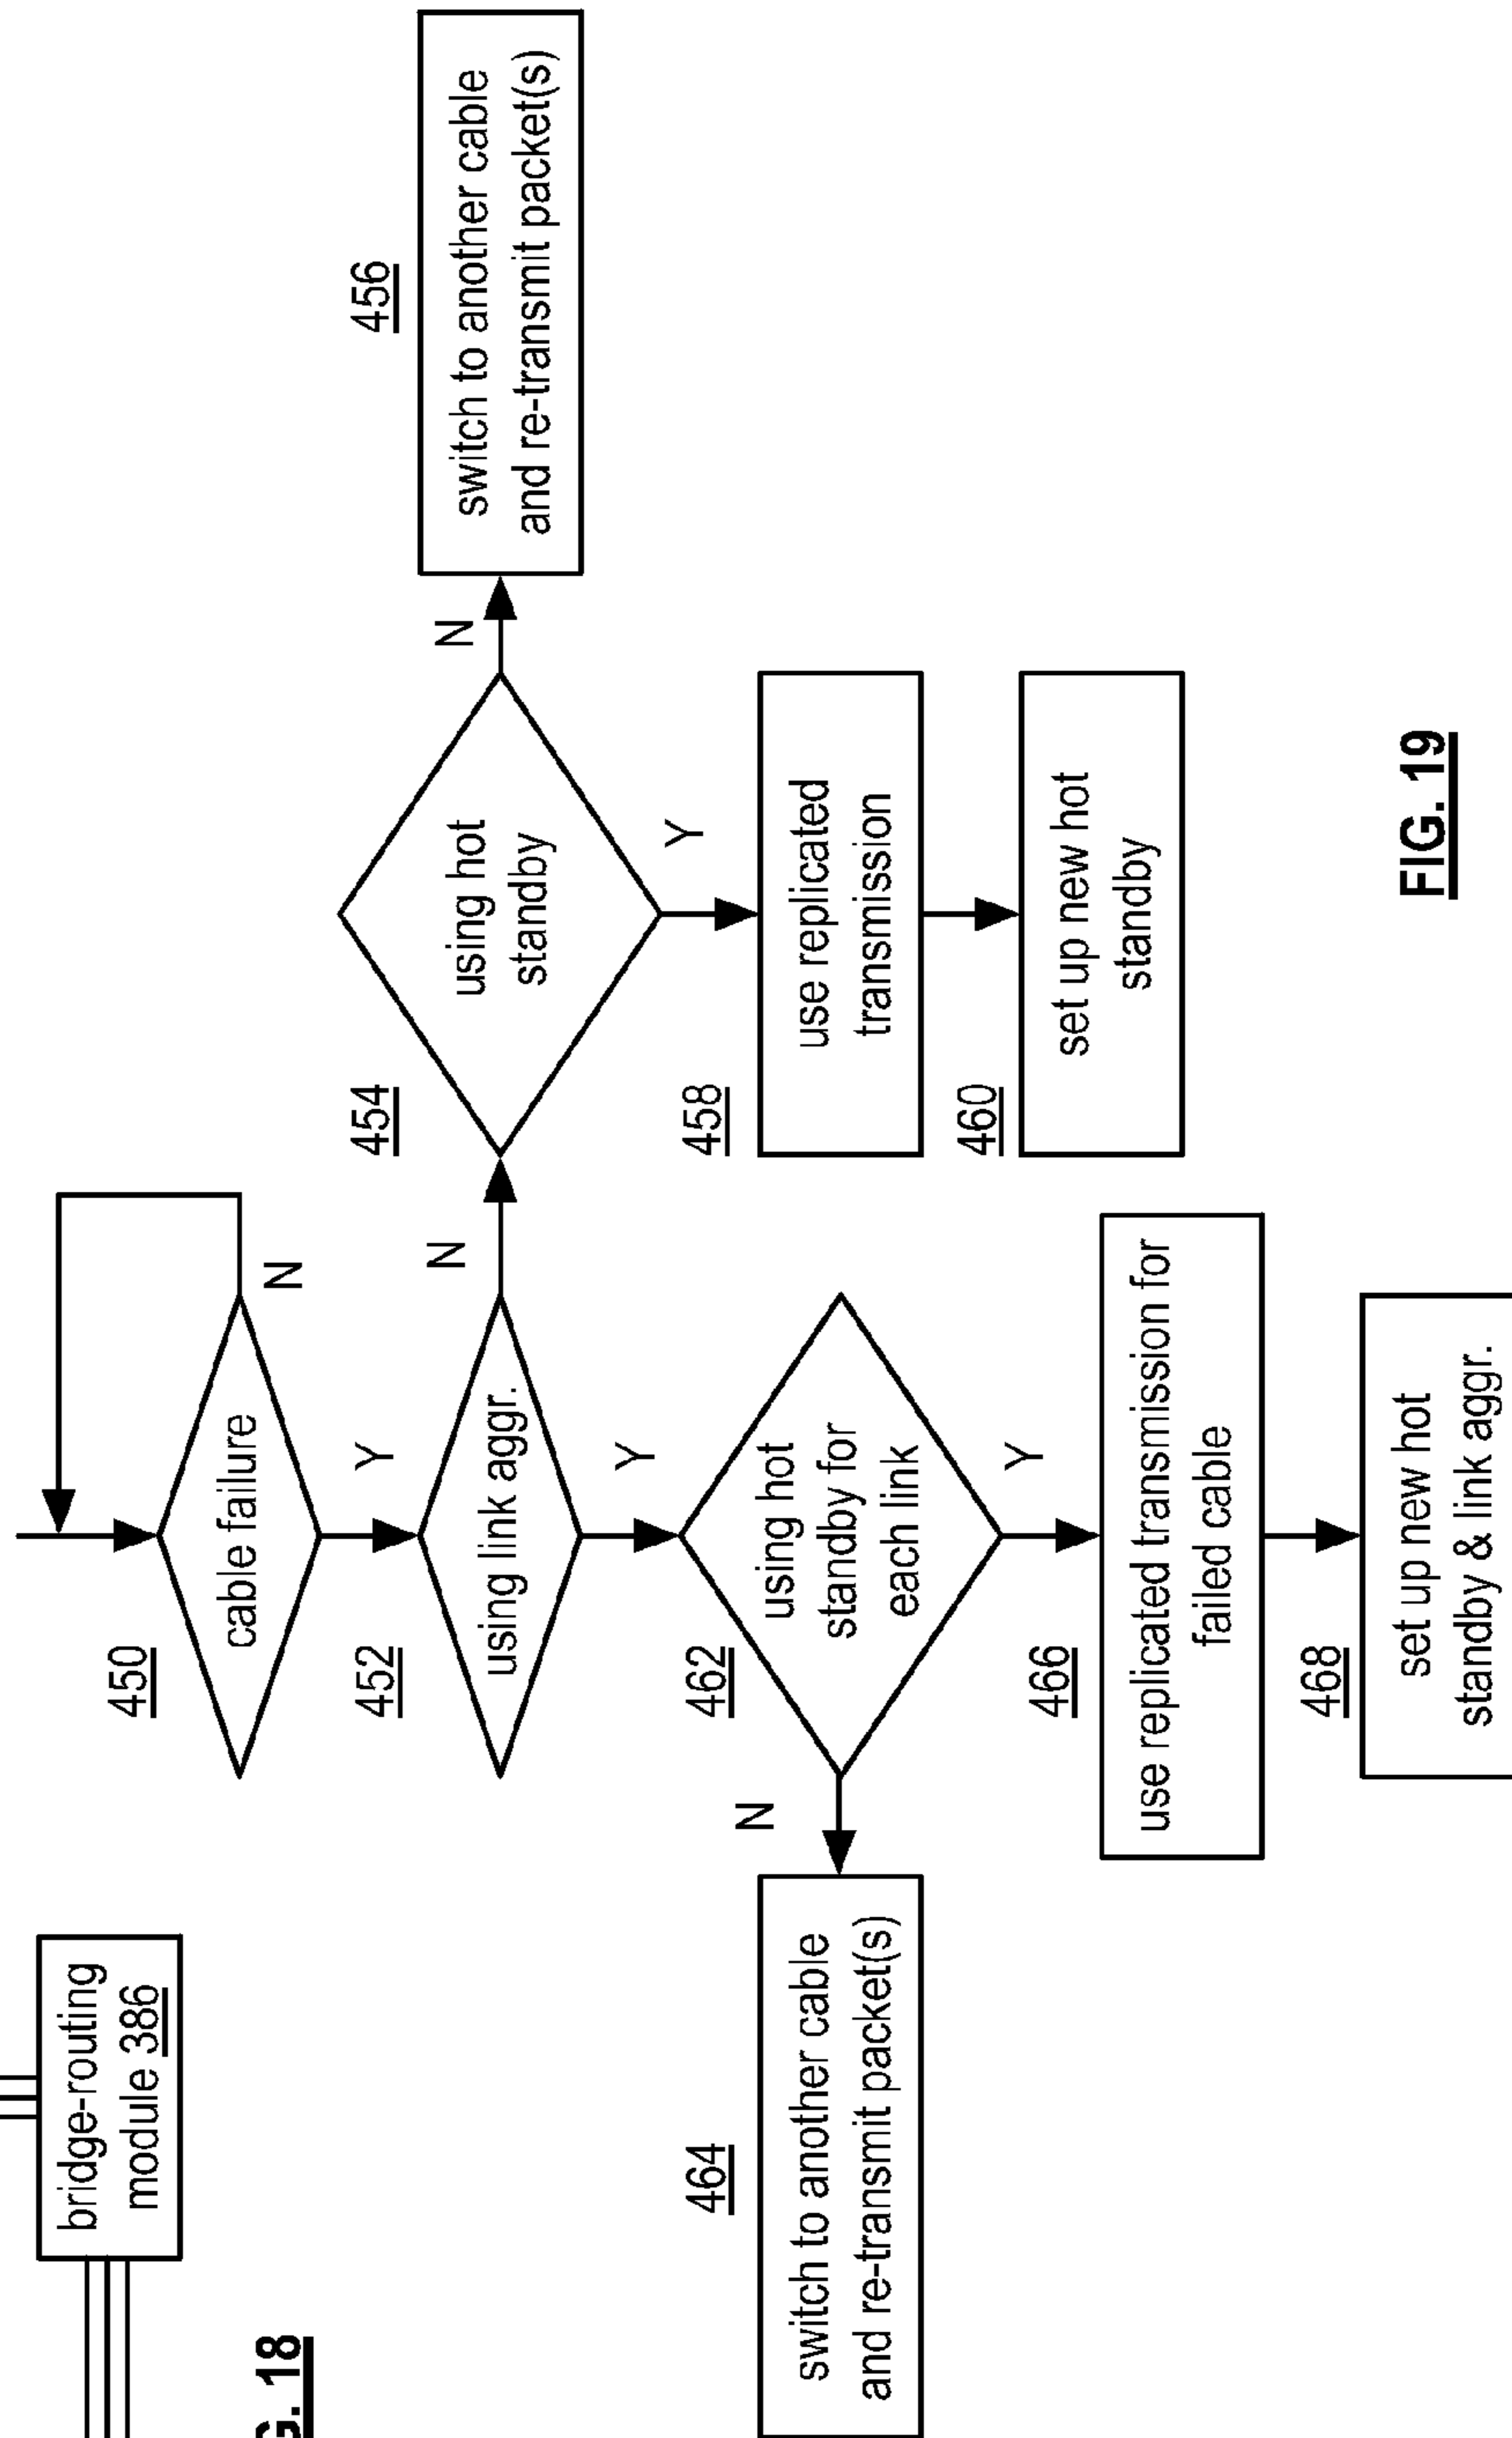 bridge-routing
module 386
G. 18
450
cable failure
N
Y
452
using link aggr.
N
Y
454
using hot
standby
N
Y
456
switch to another cable
and re-transmit packet(s)
458
use replicated
transmission
460
set up new hot
standby
462
using hot
standby for
each link
N
Y
464
switch to another cable
and re-transmit packet(s)
466
use replicated transmission for
failed cable
468
set up new hot
standby & link aggr.
FIG. 19